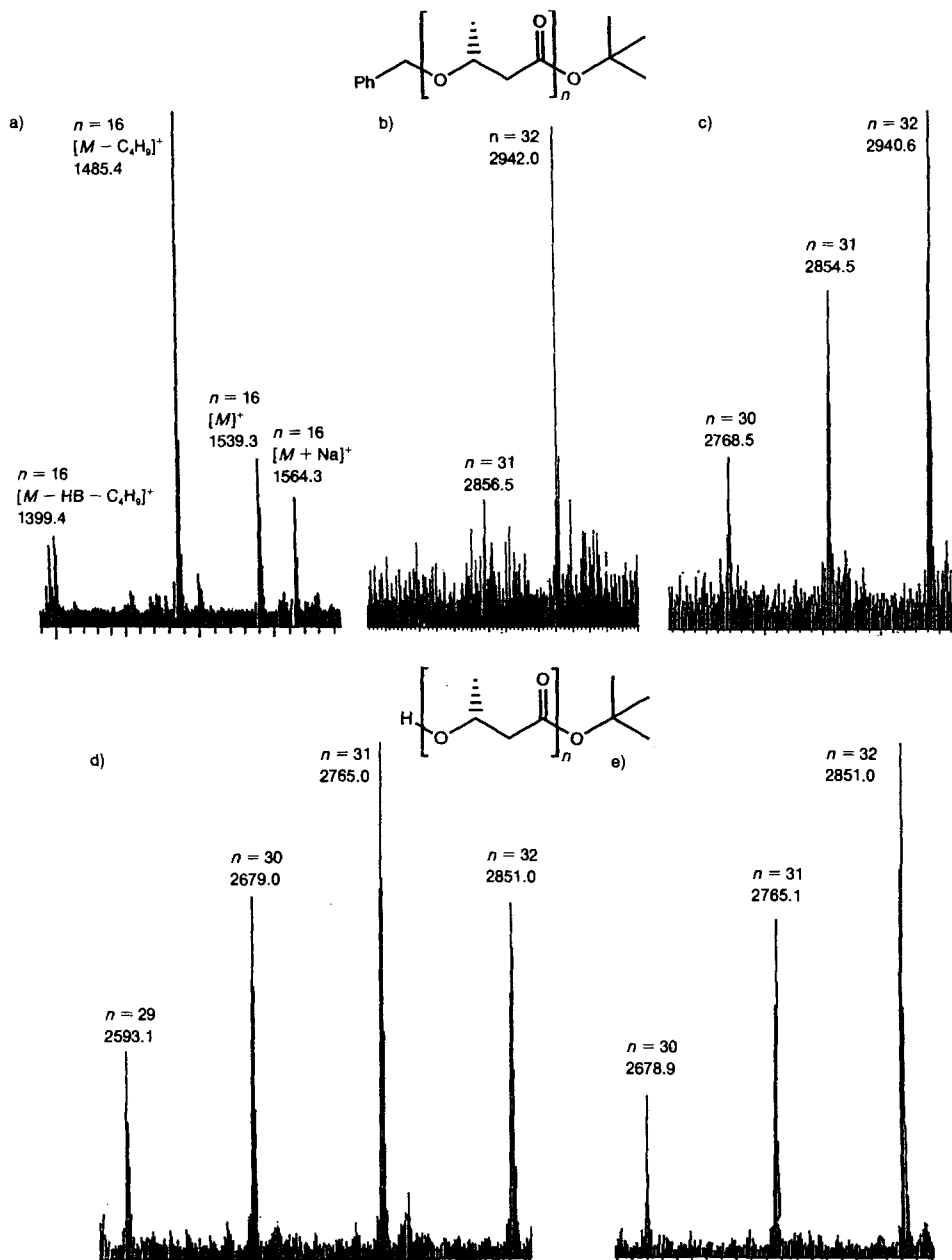 Ph
O
O
O
n
a)
n = 16
[M − C₄H₉]⁺
1485.4
n = 16
[M]⁺
1539.3
n = 16
[M + Na]⁺
1564.3
n = 16
[M − HB − C₄H₉]⁺
1399.4
b)
n = 32
2942.0
n = 31
2856.5
c)
n = 32
2940.6
n = 31
2854.5
n = 30
2768.5
H
O
O
O
n
d)
n = 31
2765.0
n = 30
2679.0
n = 32
2851.0
n = 29
2593.1
e)
n = 32
2851.0
n = 31
2765.1
n = 30
2678.9